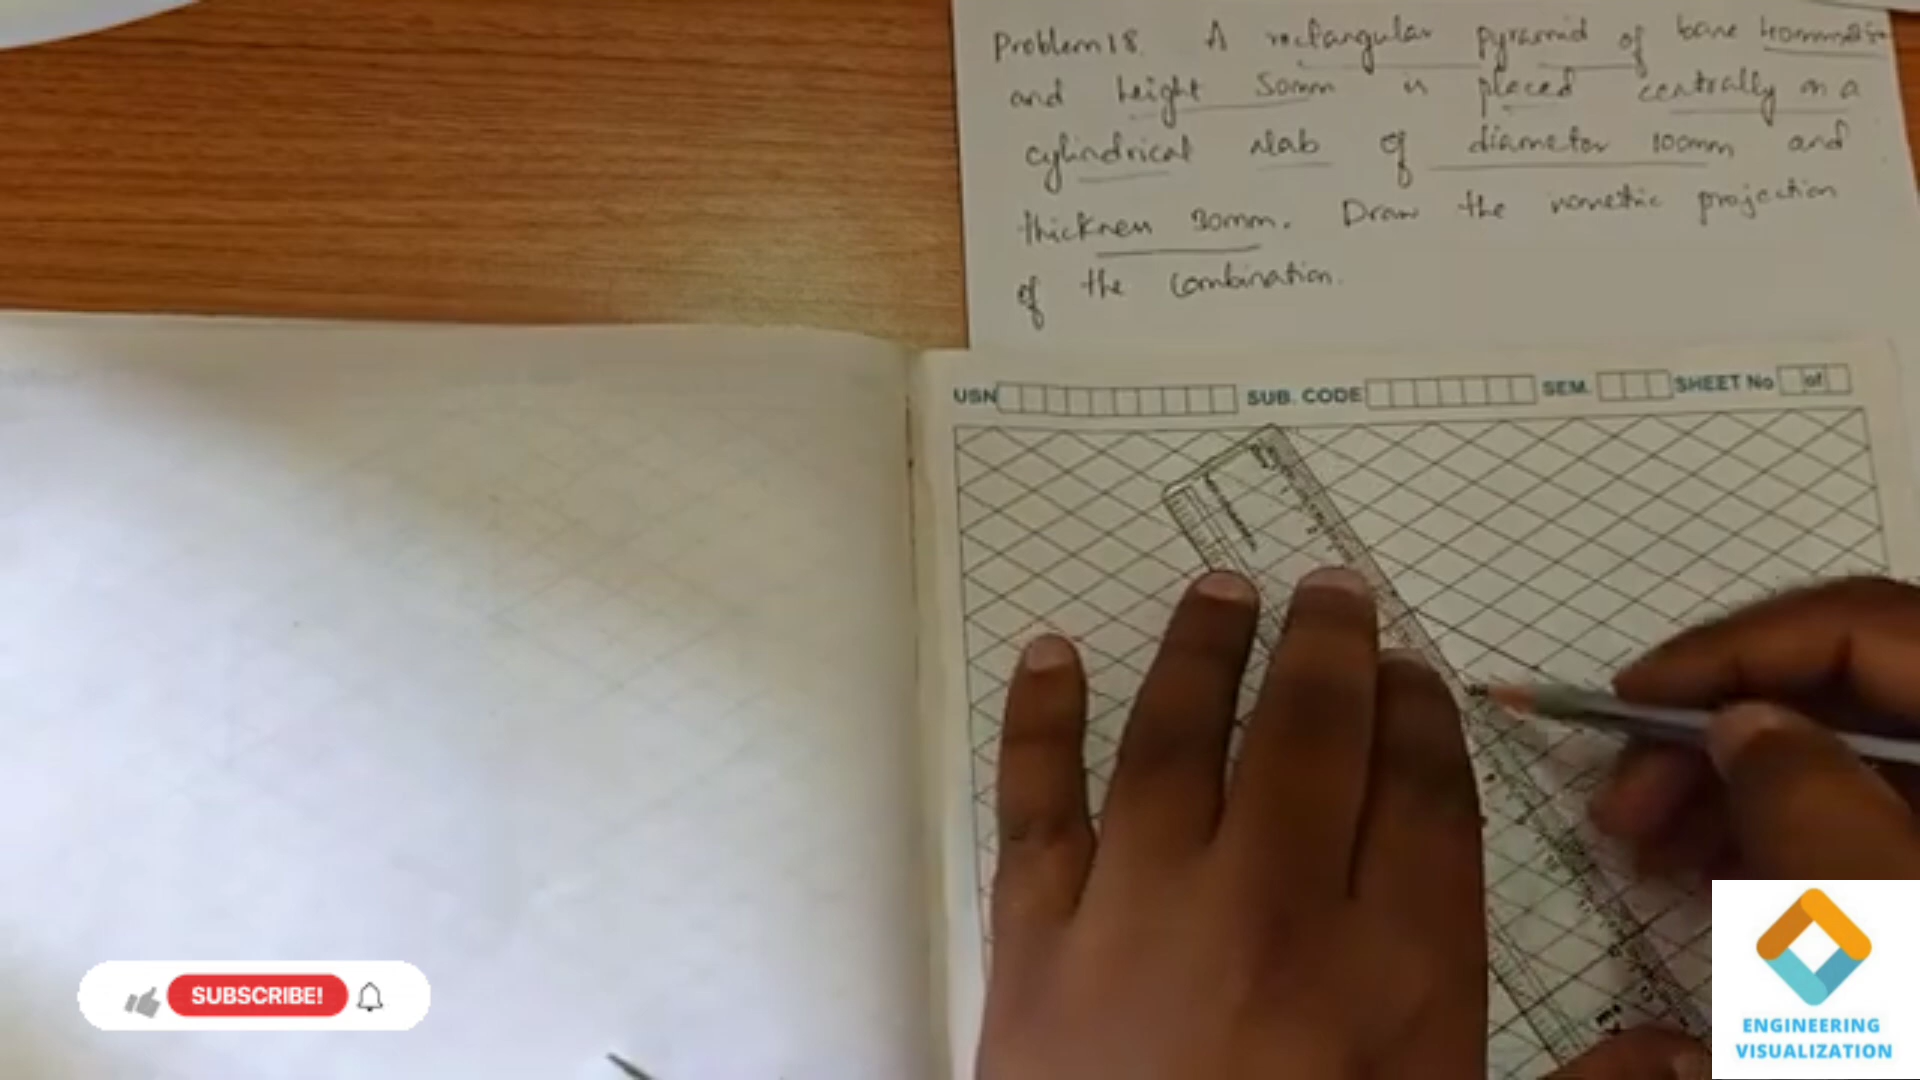 Problem 18. A rectangular pyramid of base
and height 50mm is placed centrally on a
cylindrical slab of diameter 100mm and
thickness 30mm. Draw the isometric projection
of the combination.
USN SUB. CODE SEM. SHEET No of
SUBSCRIBE!
ENGINEERING
VISUALIZATION